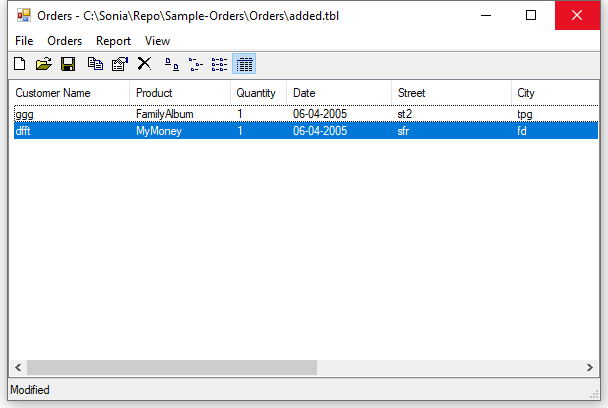 Orders - C:\Sonia\Repo\Sample-Orders\Orders\added.tbl
File Orders Report View
Customer Name Product Quantity Date Street City
ggg FamilyAlbum 1 06-04-2005 st2 tpg
dfft MyMoney 1 06-04-2005 sfr fd
Modified